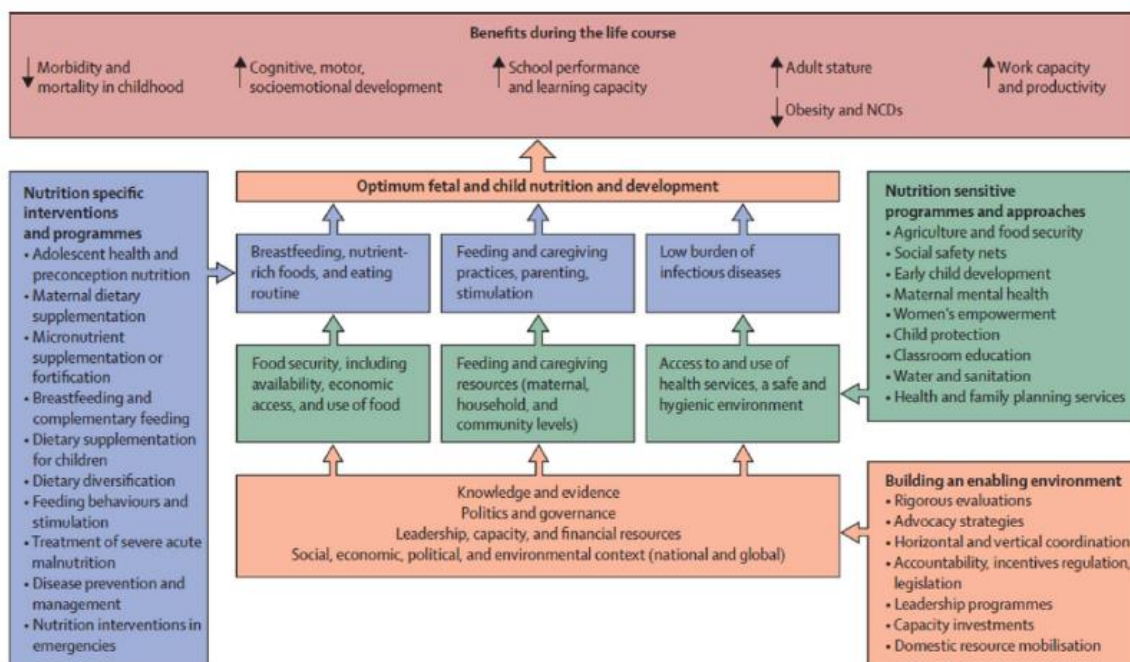 Benefits during the life course
Morbidity and
mortality in childhood
Cognitive, motor,
socioemotional development
School performance
and learning capacity
Adult stature
Obesity and NCDs
Work capacity
and productivity
Nutrition specific
interventions
and programmes
• Adolescent health and
preconception nutrition
• Maternal dietary
supplementation
• Micronutrient
supplementation or
fortification
• Breastfeeding and
complementary feeding
• Dietary supplementation
for children
• Dietary diversification
• Feeding behaviours and
stimulation
• Treatment of severe acute
malnutrition
• Disease prevention and
management
• Nutrition interventions in
emergencies
Optimum fetal and child nutrition and development
Breastfeeding, nutrient-
rich foods, and eating
routine
Feeding and caregiving
practices, parenting,
stimulation
Low burden of
infectious diseases
Food security, including
availability, economic
access, and use of food
Feeding and caregiving
resources (maternal,
household, and
community levels)
Access to and use of
health services, a safe and
hygienic environment
Knowledge and evidence
Politics and governance
Leadership, capacity, and financial resources
Social, economic, political, and environmental context (national and global)
Nutrition sensitive
programmes and approaches
• Agriculture and food security
• Social safety nets
• Early child development
• Maternal mental health
• Women's empowerment
• Child protection
• Classroom education
• Water and sanitation
• Health and family planning services
Building an enabling environment
• Rigorous evaluations
• Advocacy strategies
• Horizontal and vertical coordination
• Accountability, incentives regulation,
legislation
• Leadership programmes
• Capacity investments
• Domestic resource mobilisation